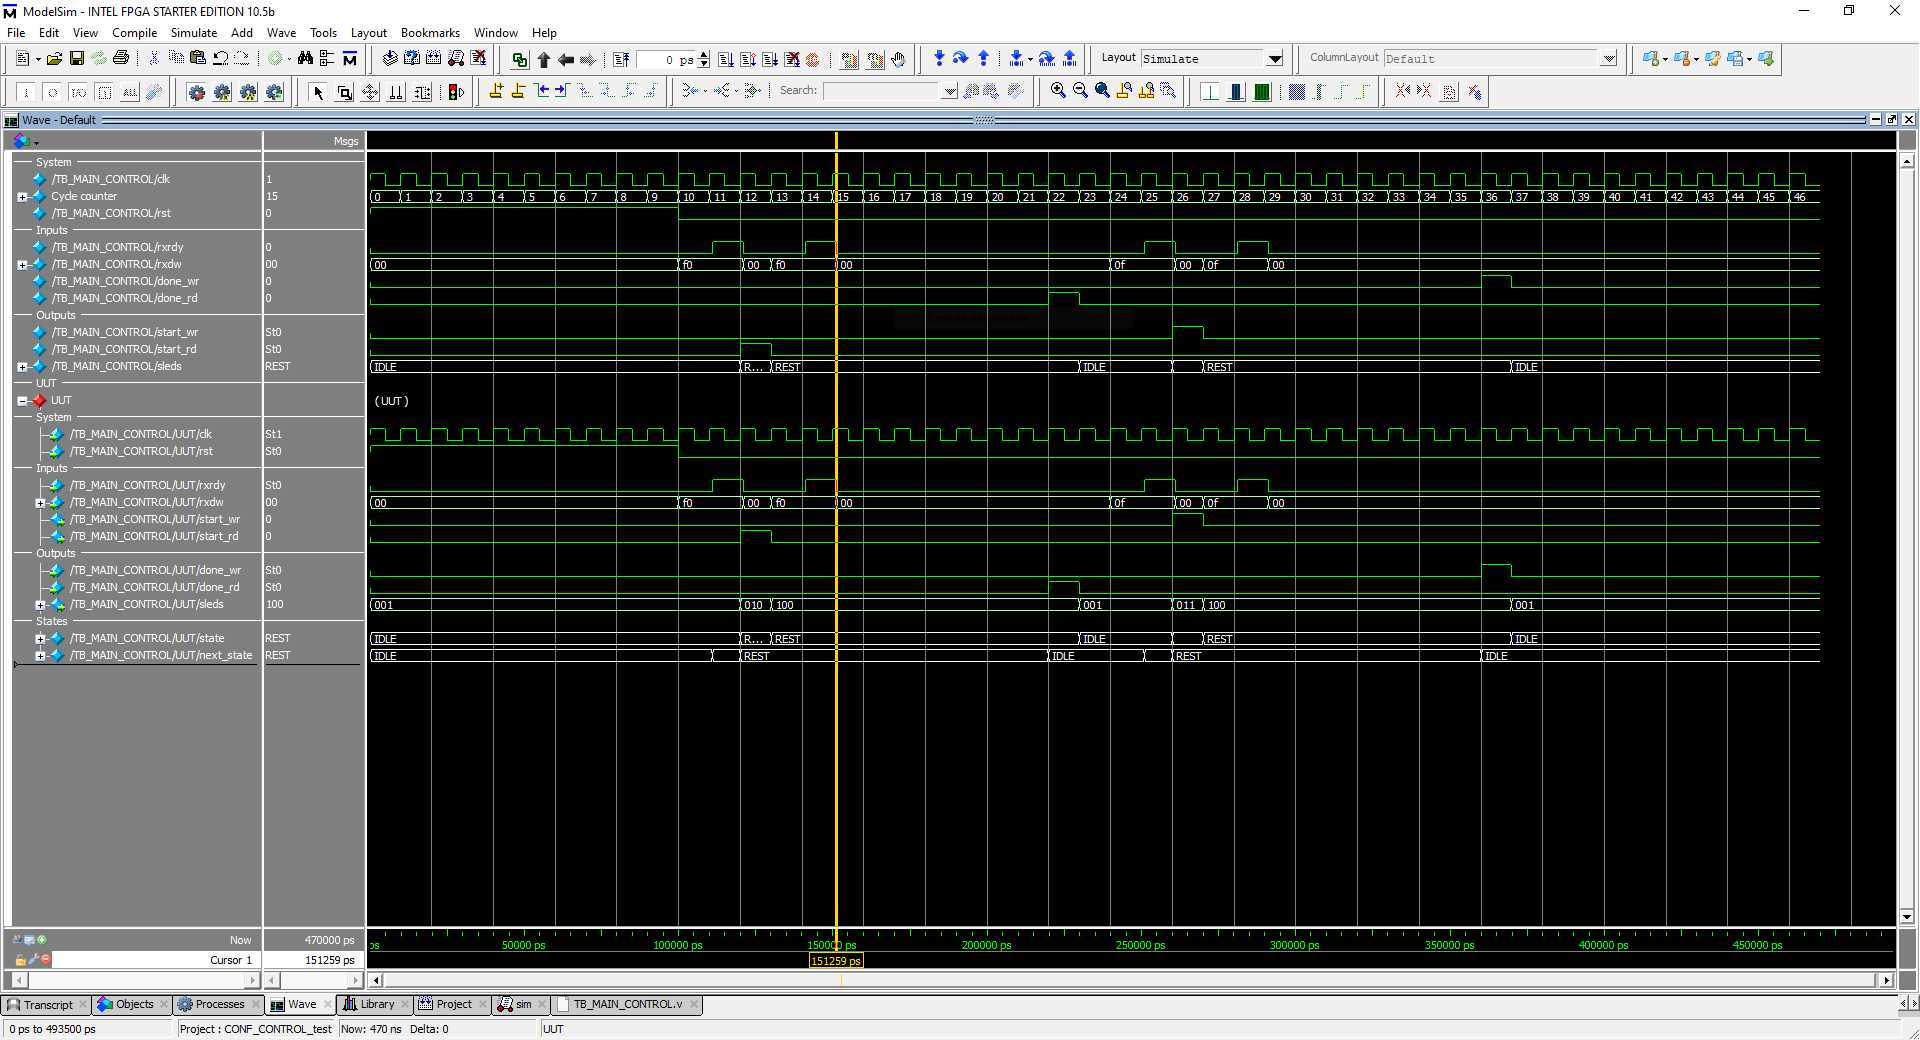 ModelSim - INTEL FPGA STARTER EDITION 10.5b
File Edit View Compile Simulate Add Wave Tools Layout Bookmarks Window Help
0 ps Layout Simulate ColumnLayout Default
ALL Search:
Wave - Default
Msgs
System
/TB_MAIN_CONTROL/clk 1
Cycle counter 15 0 1 2 3 4 5 6 7 8 9 10 11 12 13 14 15 16 17 18 19 20 21 22 23 24 25 26 27 28 29 30 31 32 33 34 35 36 37 38 39 40 41 42 43 44 45 46
/TB_MAIN_CONTROL/rst 0
Inputs
/TB_MAIN_CONTROL/rxrdy 0
/TB_MAIN_CONTROL/rxdw 00 00 f0 00 f0 00 0f 00 0f 00
/TB_MAIN_CONTROL/done_wr 0
/TB_MAIN_CONTROL/done_rd 0
Outputs
/TB_MAIN_CONTROL/start_wr St0
/TB_MAIN_CONTROL/start_rd St0
/TB_MAIN_CONTROL/sleds REST IDLE R... REST IDLE REST IDLE
UUT
UUT (UUT)
System
/TB_MAIN_CONTROL/UUT/clk St1
/TB_MAIN_CONTROL/UUT/rst St0
Inputs
/TB_MAIN_CONTROL/UUT/rxrdy St0
/TB_MAIN_CONTROL/UUT/rxdw 00 00 f0 00 f0 00 0f 00 0f 00
/TB_MAIN_CONTROL/UUT/start_wr 0
/TB_MAIN_CONTROL/UUT/start_rd 0
Outputs
/TB_MAIN_CONTROL/UUT/done_wr St0
/TB_MAIN_CONTROL/UUT/done_rd St0
/TB_MAIN_CONTROL/UUT/sleds 100 001 010 100 001 011 100 001
States
/TB_MAIN_CONTROL/UUT/state REST IDLE R... REST IDLE REST IDLE
/TB_MAIN_CONTROL/UUT/next_state REST IDLE REST IDLE REST IDLE
Now 470000 ps ps 50000 ps 100000 ps 150000 ps 200000 ps 250000 ps 300000 ps 350000 ps 400000 ps 450000 ps
Cursor 1 151259 ps 151259 ps
Transcript Objects Processes Wave Library Project sim TB_MAIN_CONTROL.v
0 ps to 493500 ps Project : CONF_CONTROL_test Now: 470 ns Delta: 0 UUT